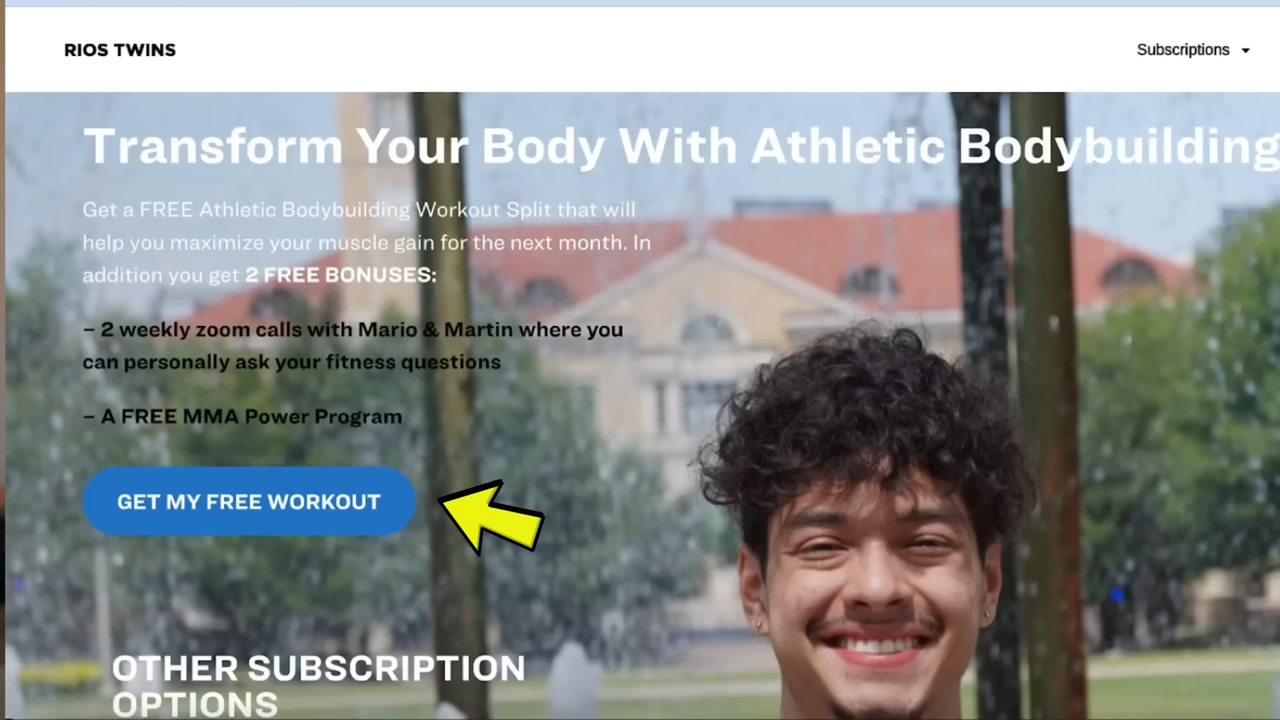 RIOS TWINS
Subscriptions
Transform Your Body With Athletic Bodybuilding
Get a FREE Athletic Bodybuilding Workout Split that will
help you maximize your muscle gain for the next month. In
addition you get 2 FREE BONUSES:
– 2 weekly zoom calls with Mario & Martin where you
can personally ask your fitness questions
– A FREE MMA Power Program
GET MY FREE WORKOUT
OTHER SUBSCRIPTION
OPTIONS